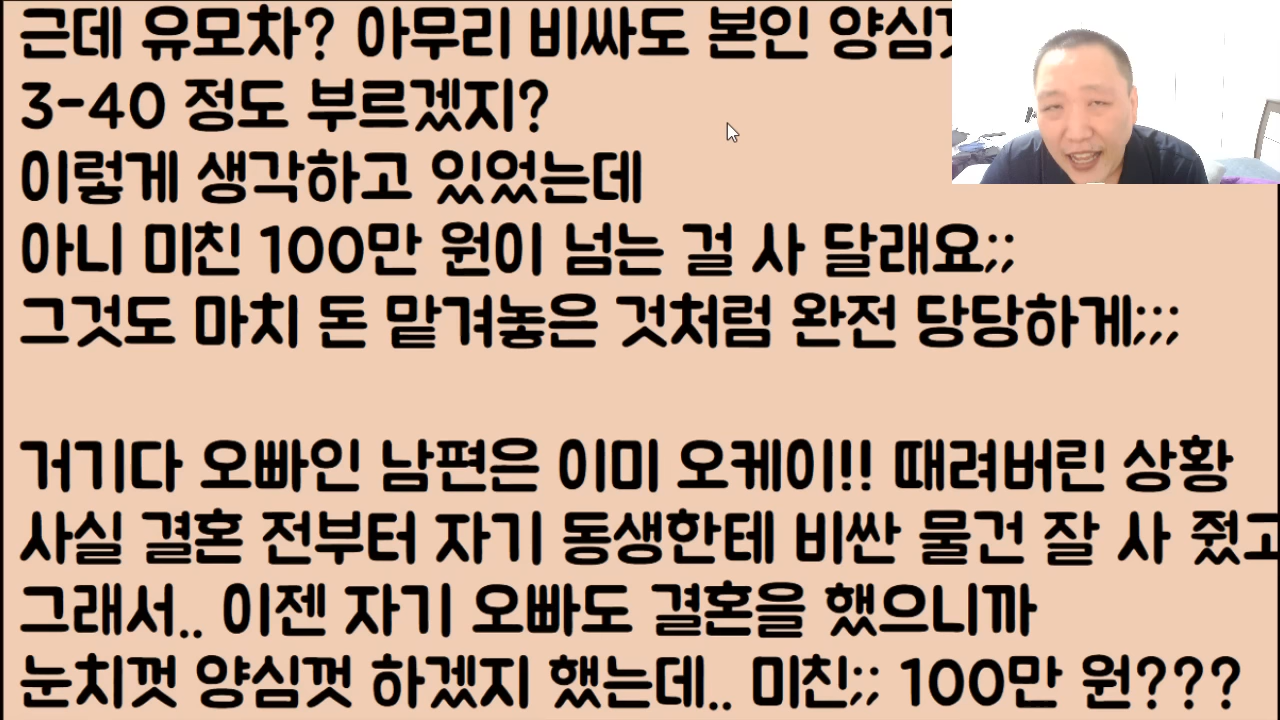 근데 유모차? 아무리 비싸도 본인 양심
3-40 정도 부르겠지?
이렇게 생각하고 있었는데
아니 미친 100만 원이 넘는 걸 사 달래요;;
그것도 마치 돈 맡겨놓은 것처럼 완전 당당하게;;;
거기다 오빠인 남편은 이미 오케이!! 때려버린 상황
사실 결혼 전부터 자기 동생한테 비싼 물건 잘 사 줬고
그래서.. 이젠 자기 오빠도 결혼을 했으니까
눈치껏 양심껏 하겠지 했는데.. 미친;; 100만 원???